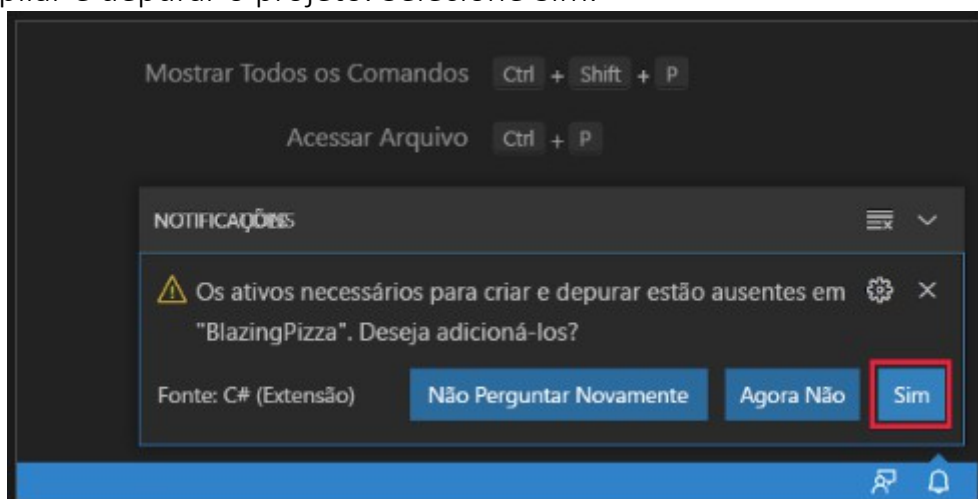 Mostrar Todos os Comandos Ctrl + Shift + P
Acessar Arquivo Ctrl + P
Os ativos necessários para criar e depurar estão ausentes em
"BlazingPizza". Deseja adicioná-los?
Fonte: C# (Extensão) Não Perguntar Novamente Agora Não Sim